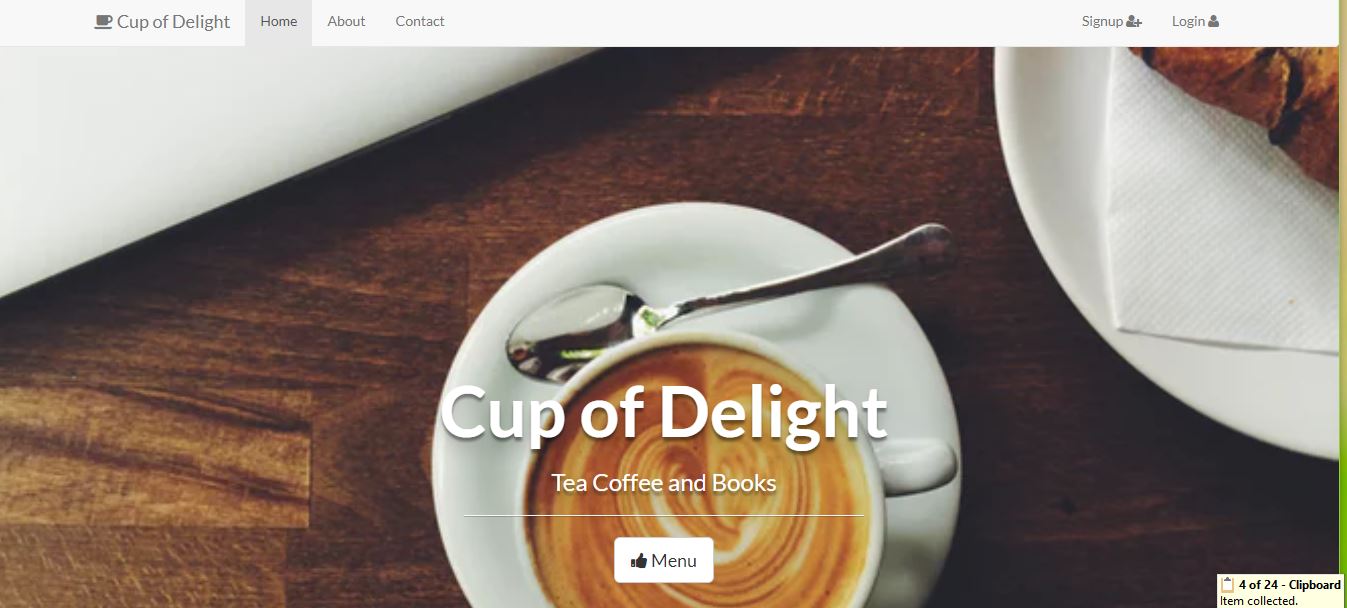 Cup of Delight Home About Contact Signup Login
Cup of Delight
Tea Coffee and Books
Menu
4 of 24 - Clipboard
Item collected.